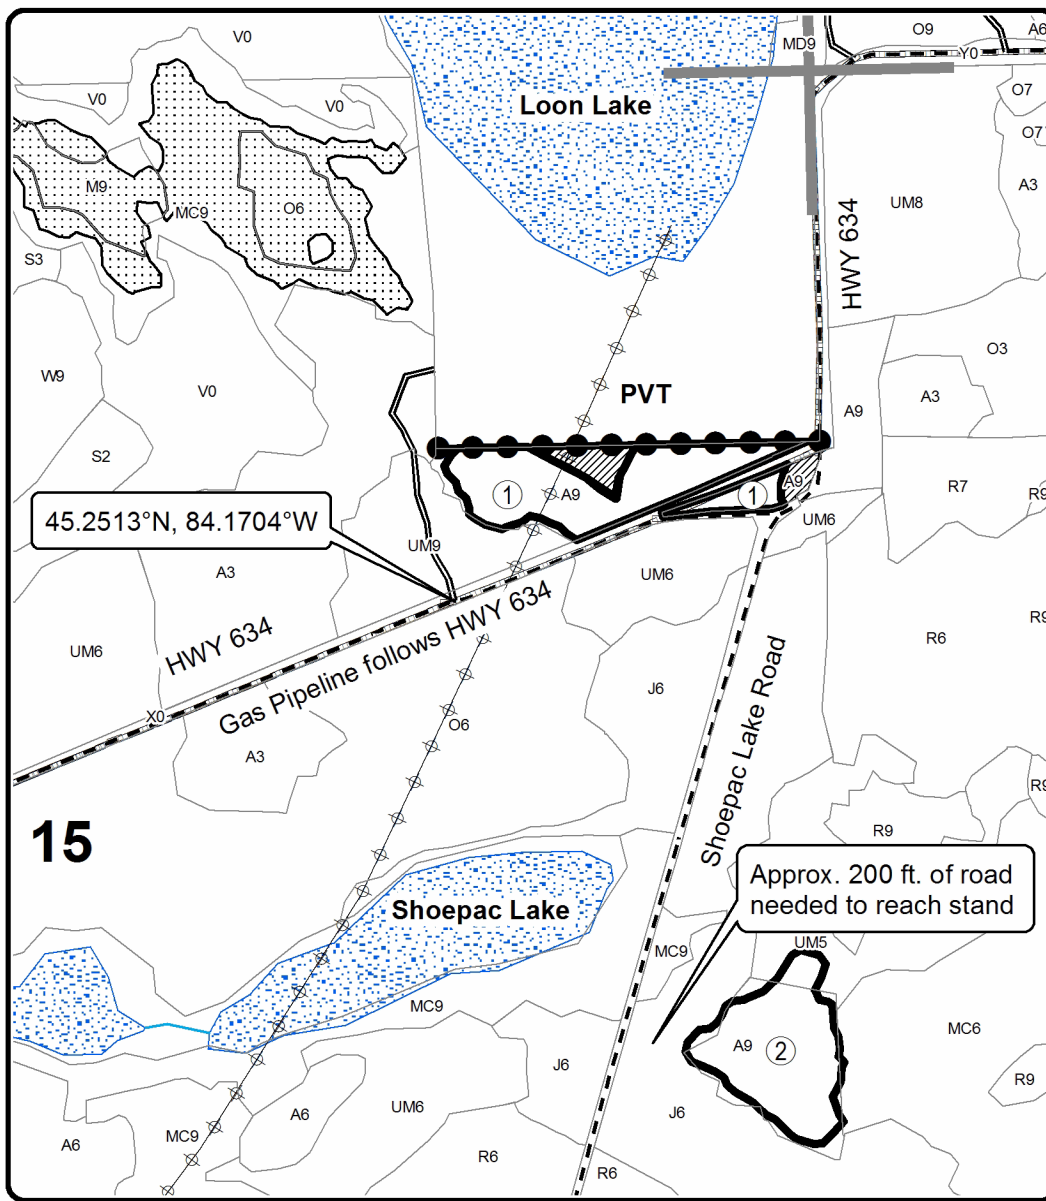 V0
MD9
O9
A6
Y0
V0
V0
Loon Lake
O7
O7
M9
MC9
O6
A3
UM8
HWY 634
S3
O3
W9
V0
PVT
A3
A9
S2
A9
1
A9
1
R7
R9
45.2513°N, 84.1704°W
UM6
UM9
A3
UM6
HWY 634
R9
R6
UM6
HWY 634
Gas Pipeline follows HWY 634
J6
X0
O6
A3
Shoepac Lake Road
R9
15
R9
Approx. 200 ft. of road
needed to reach stand
Shoepac Lake
UM5
MC9
MC9
MC6
A9
2
J6
R9
A6
UM6
J6
MC9
A6
R6
R6